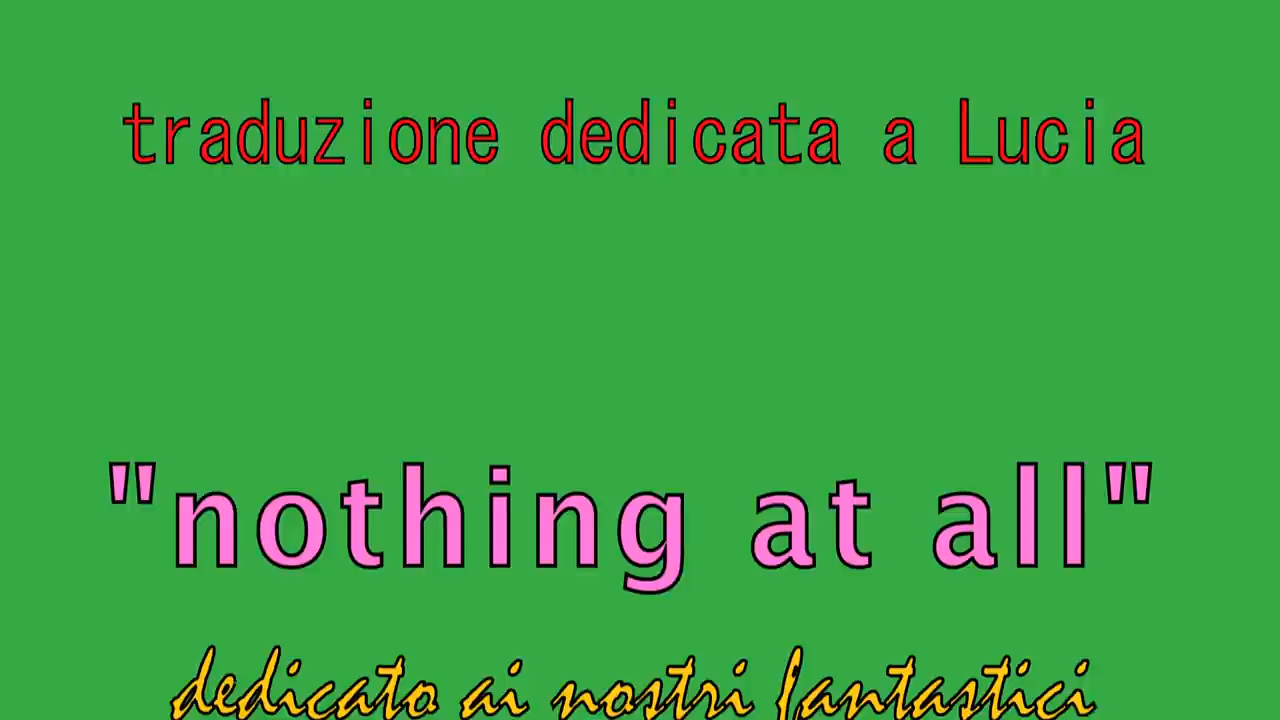 traduzione dedicata a Lucia
"nothing at all"
dedicato ai nostri fantastici